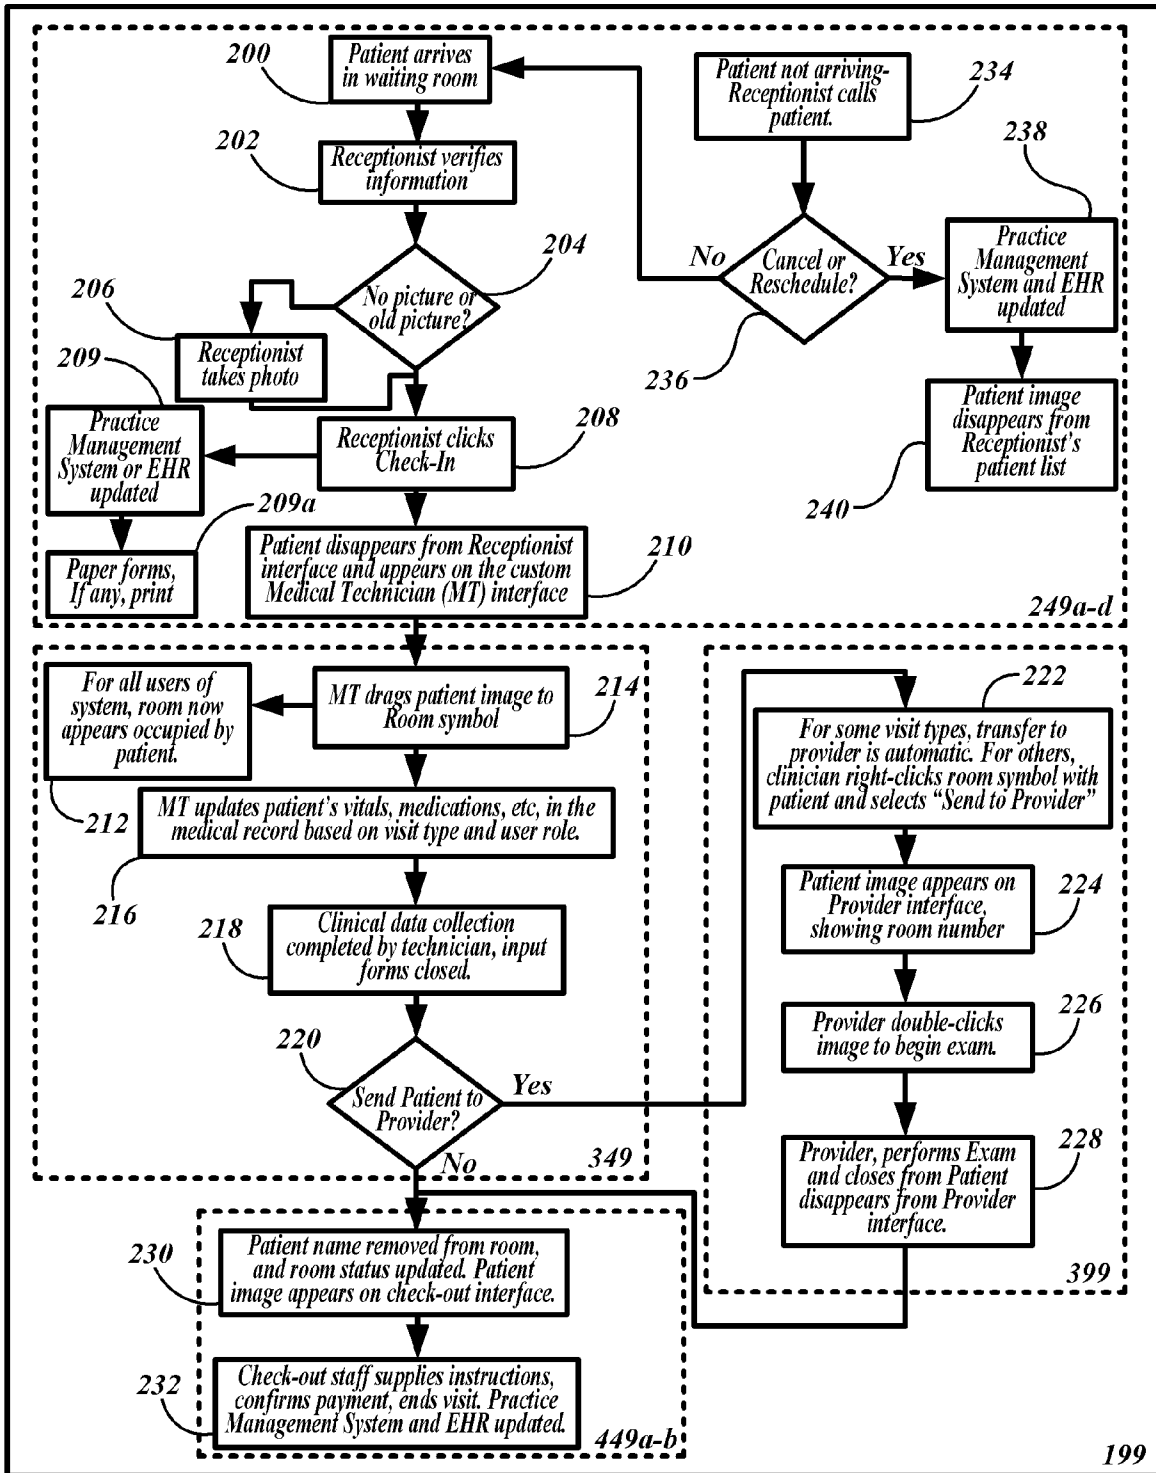 200
Patient arrives
in waiting room
Patient not arriving-
Receptionist calls
patient.
234
202
Receptionist verifies
information
238
204
No picture or
old picture?
No
Cancel or
Reschedule?
Yes
Practice
Management
System and EHR
updated
206
Receptionist
takes photo
236
209
Practice
Management
System or EHR
updated
Receptionist clicks
Check-In
208
Patient image
disappears from
Receptionist's
patient list
240
209a
Paper forms,
If any, print
Patient disappears from Receptionist
interface and appears on the custom
Medical Technician (MT) interface
210
249a-d
For all users of
system, room now
appears occupied by
patient.
MT drags patient image to
Room symbol
214
212
MT updates patient's vitals, medications, etc, in the
medical record based on visit type and user role.
216
218
Clinical data collection
completed by technician, input
forms closed.
220
Send Patient to
Provider?
Yes
No
349
222
For some visit types, transfer to
provider is automatic. For others,
clinician right-clicks room symbol with
patient and selects “Send to Provider”
Patient image appears on
Provider interface,
showing room number
224
Provider double-clicks
image to begin exam.
226
Provider, performs Exam
and closes from Patient
disappears from Provider
interface.
228
399
230
Patient name removed from room,
and room status updated. Patient
image appears on check-out interface.
232
Check-out staff supplies instructions,
confirms payment, ends visit. Practice
Management System and EHR updated.
449a-b
199